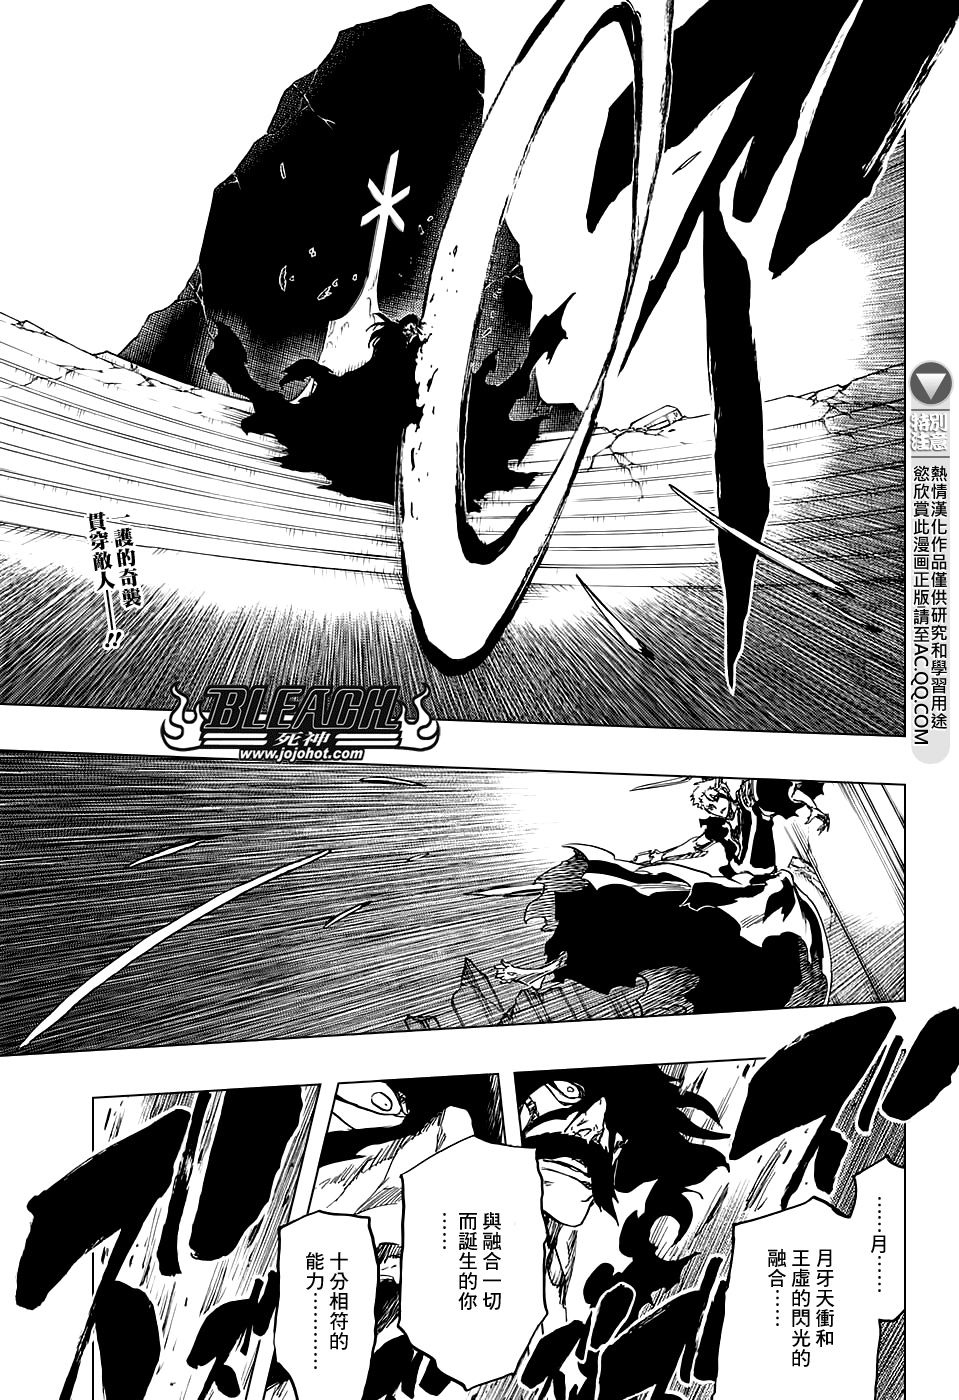 特別
注意
熱情漢化作品僅供研究和學習用途
慾欣賞此漫画正版請至AC.QQ.COM
一護的奇襲
貫穿敵人——!!
BLEACH
死神
www.jojohot.com
……月……
月牙天衝和
王虛的閃光的
融合……
與融合一切
而誕生的你
……
十分相符的
能力…………